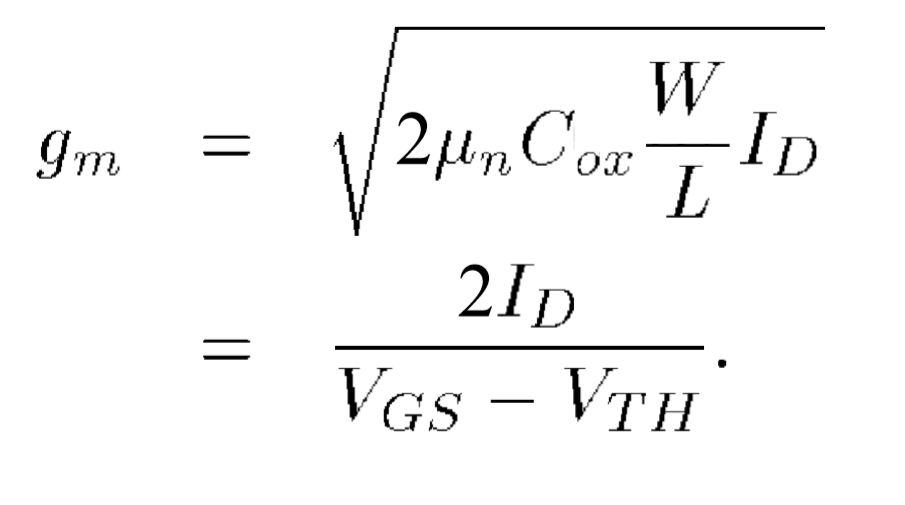 g_m = \sqrt{2\mu_n C_{ox} \frac{W}{L} I_D}
= \frac{2I_D}{V_{GS} - V_{TH}}.